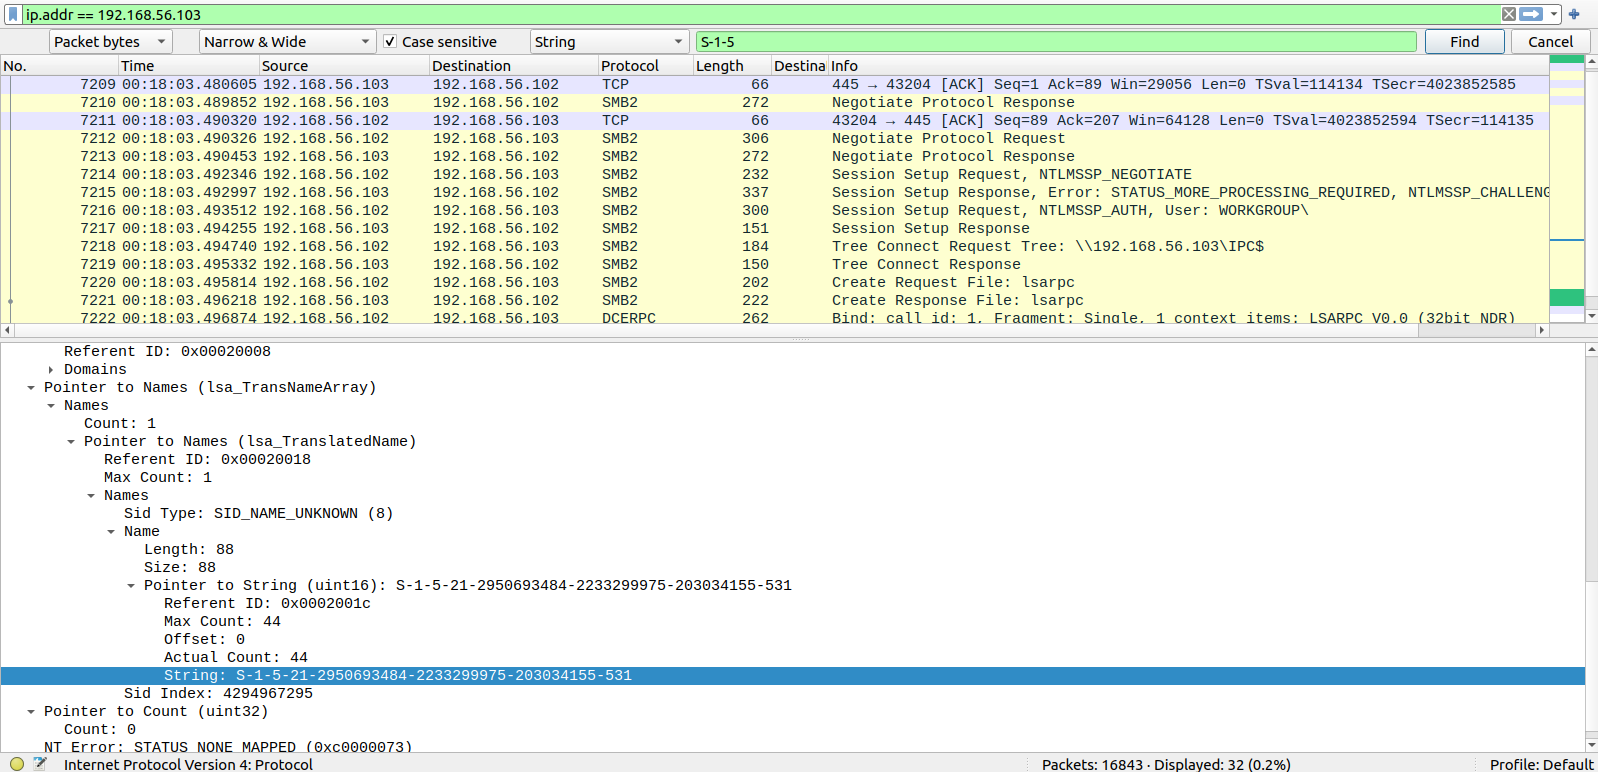 ip.addr == 192.168.56.103
Packet bytes Narrow & Wide Case sensitive String S-1-5 Find Cancel
No. Time Source Destination Protocol Length Destina Info
7209 00:18:03.480605 192.168.56.103 192.168.56.102 TCP 66 445 → 43204 [ACK] Seq=1 Ack=89 Win=29056 Len=0 TSval=114134 TSecr=4023852585
7210 00:18:03.489852 192.168.56.103 192.168.56.102 SMB2 272 Negotiate Protocol Response
7211 00:18:03.490320 192.168.56.102 192.168.56.103 TCP 66 43204 → 445 [ACK] Seq=89 Ack=207 Win=64128 Len=0 TSval=4023852594 TSecr=114135
7212 00:18:03.490326 192.168.56.102 192.168.56.103 SMB2 306 Negotiate Protocol Request
7213 00:18:03.490453 192.168.56.103 192.168.56.102 SMB2 272 Negotiate Protocol Response
7214 00:18:03.492346 192.168.56.102 192.168.56.103 SMB2 232 Session Setup Request, NTLMSSP_NEGOTIATE
7215 00:18:03.492997 192.168.56.103 192.168.56.102 SMB2 337 Session Setup Response, Error: STATUS_MORE_PROCESSING_REQUIRED, NTLMSSP_CHALLENG
7216 00:18:03.493512 192.168.56.102 192.168.56.103 SMB2 300 Session Setup Request, NTLMSSP_AUTH, User: WORKGROUP\
7217 00:18:03.494255 192.168.56.103 192.168.56.102 SMB2 151 Session Setup Response
7218 00:18:03.494740 192.168.56.102 192.168.56.103 SMB2 184 Tree Connect Request Tree: \\192.168.56.103\IPC$
7219 00:18:03.495332 192.168.56.103 192.168.56.102 SMB2 150 Tree Connect Response
7220 00:18:03.495814 192.168.56.102 192.168.56.103 SMB2 202 Create Request File: lsarpc
7221 00:18:03.496218 192.168.56.103 192.168.56.102 SMB2 222 Create Response File: lsarpc
7222 00:18:03.496874 192.168.56.102 192.168.56.103 DCERPC 262 Bind: call_id: 1, Fragment: Single, 1 context items: LSARPC V0.0 (32bit NDR)
Referent ID: 0x00020008
Domains
Pointer to Names (lsa_TransNameArray)
Names
Count: 1
Pointer to Names (lsa_TranslatedName)
Referent ID: 0x00020018
Max Count: 1
Names
Sid Type: SID_NAME_UNKNOWN (8)
Name
Length: 88
Size: 88
Pointer to String (uint16): S-1-5-21-2950693484-2233299975-203034155-531
Referent ID: 0x0002001c
Max Count: 44
Offset: 0
Actual Count: 44
String: S-1-5-21-2950693484-2233299975-203034155-531
Sid Index: 4294967295
Pointer to Count (uint32)
Count: 0
NT Error: STATUS_NONE_MAPPED (0xc0000073)
Internet Protocol Version 4: Protocol Packets: 16843 · Displayed: 32 (0.2%) Profile: Default